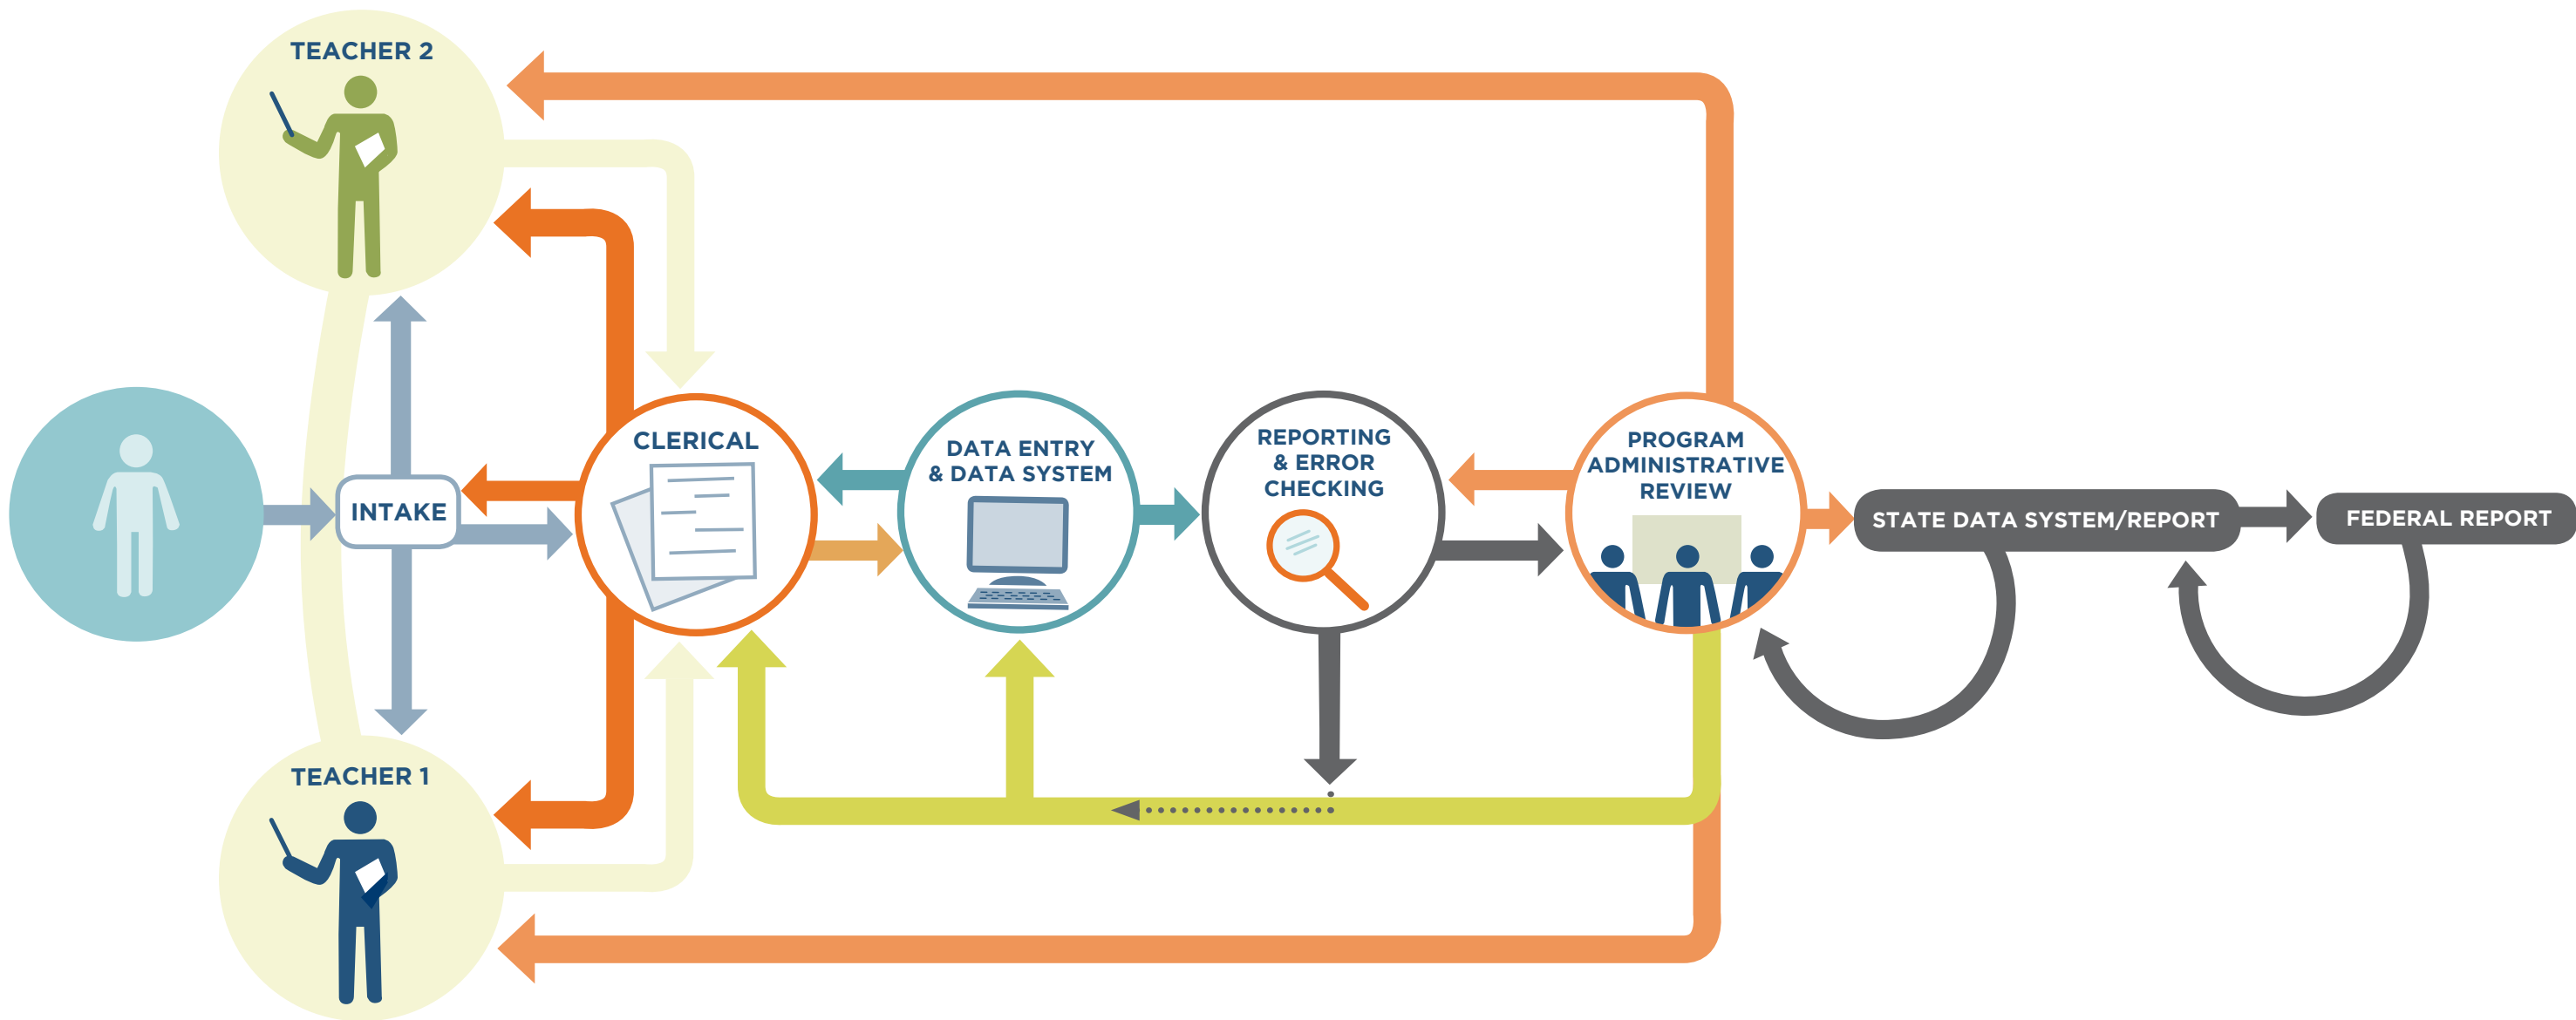 TEACHER 2
INTAKE
TEACHER 1
CLERICAL
DATA ENTRY
& DATA SYSTEM
REPORTING
& ERROR
CHECKING
PROGRAM
ADMINISTRATIVE
REVIEW
STATE DATA SYSTEM/REPORT
FEDERAL REPORT